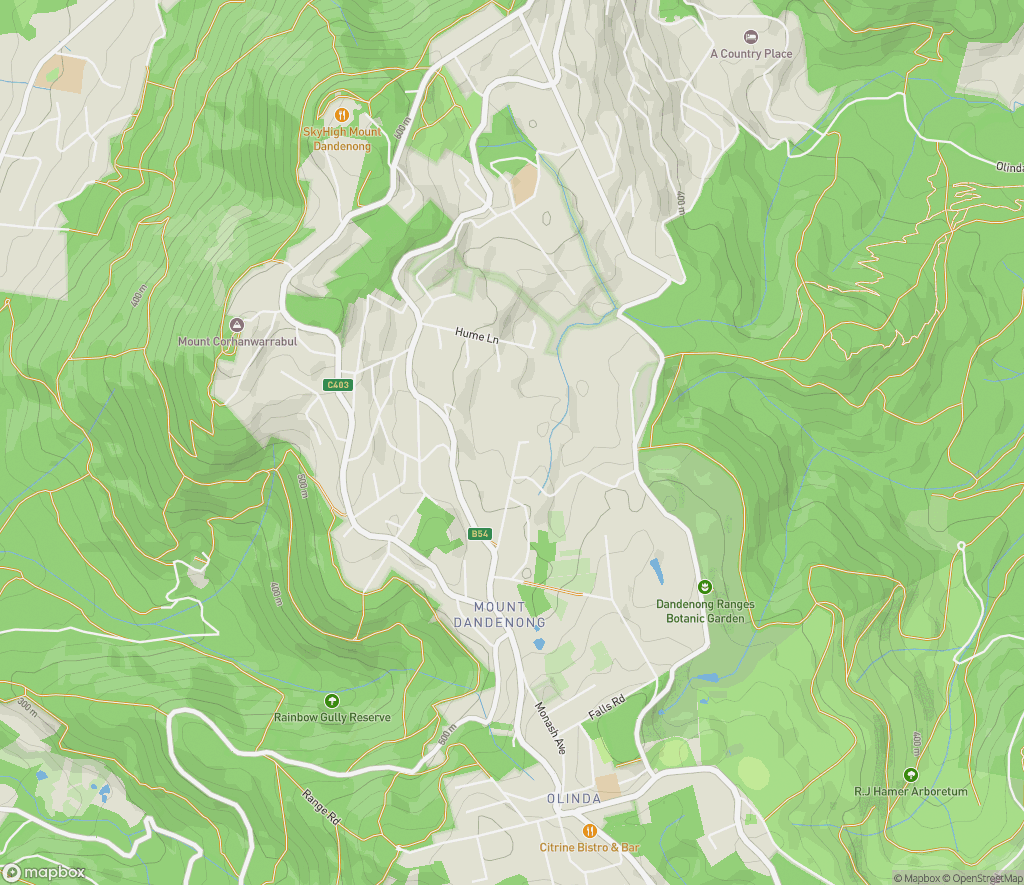 A Country Place
SkyHigh Mount
Dandenong
600 m
Olinda
400 m
400 m
Mount Corhanwarrabul
Hume Ln
C403
500 m
B54
400 m
MOUNT
DANDENONG
Dandenong Ranges
Botanic Garden
Rainbow Gully Reserve
300 m
600 m
Monash Ave
Falls Rd
400 m
R.J Hamer Arboretum
Range Rd
OLINDA
Citrine Bistro & Bar
mapbox
© Mapbox © OpenStreetMap